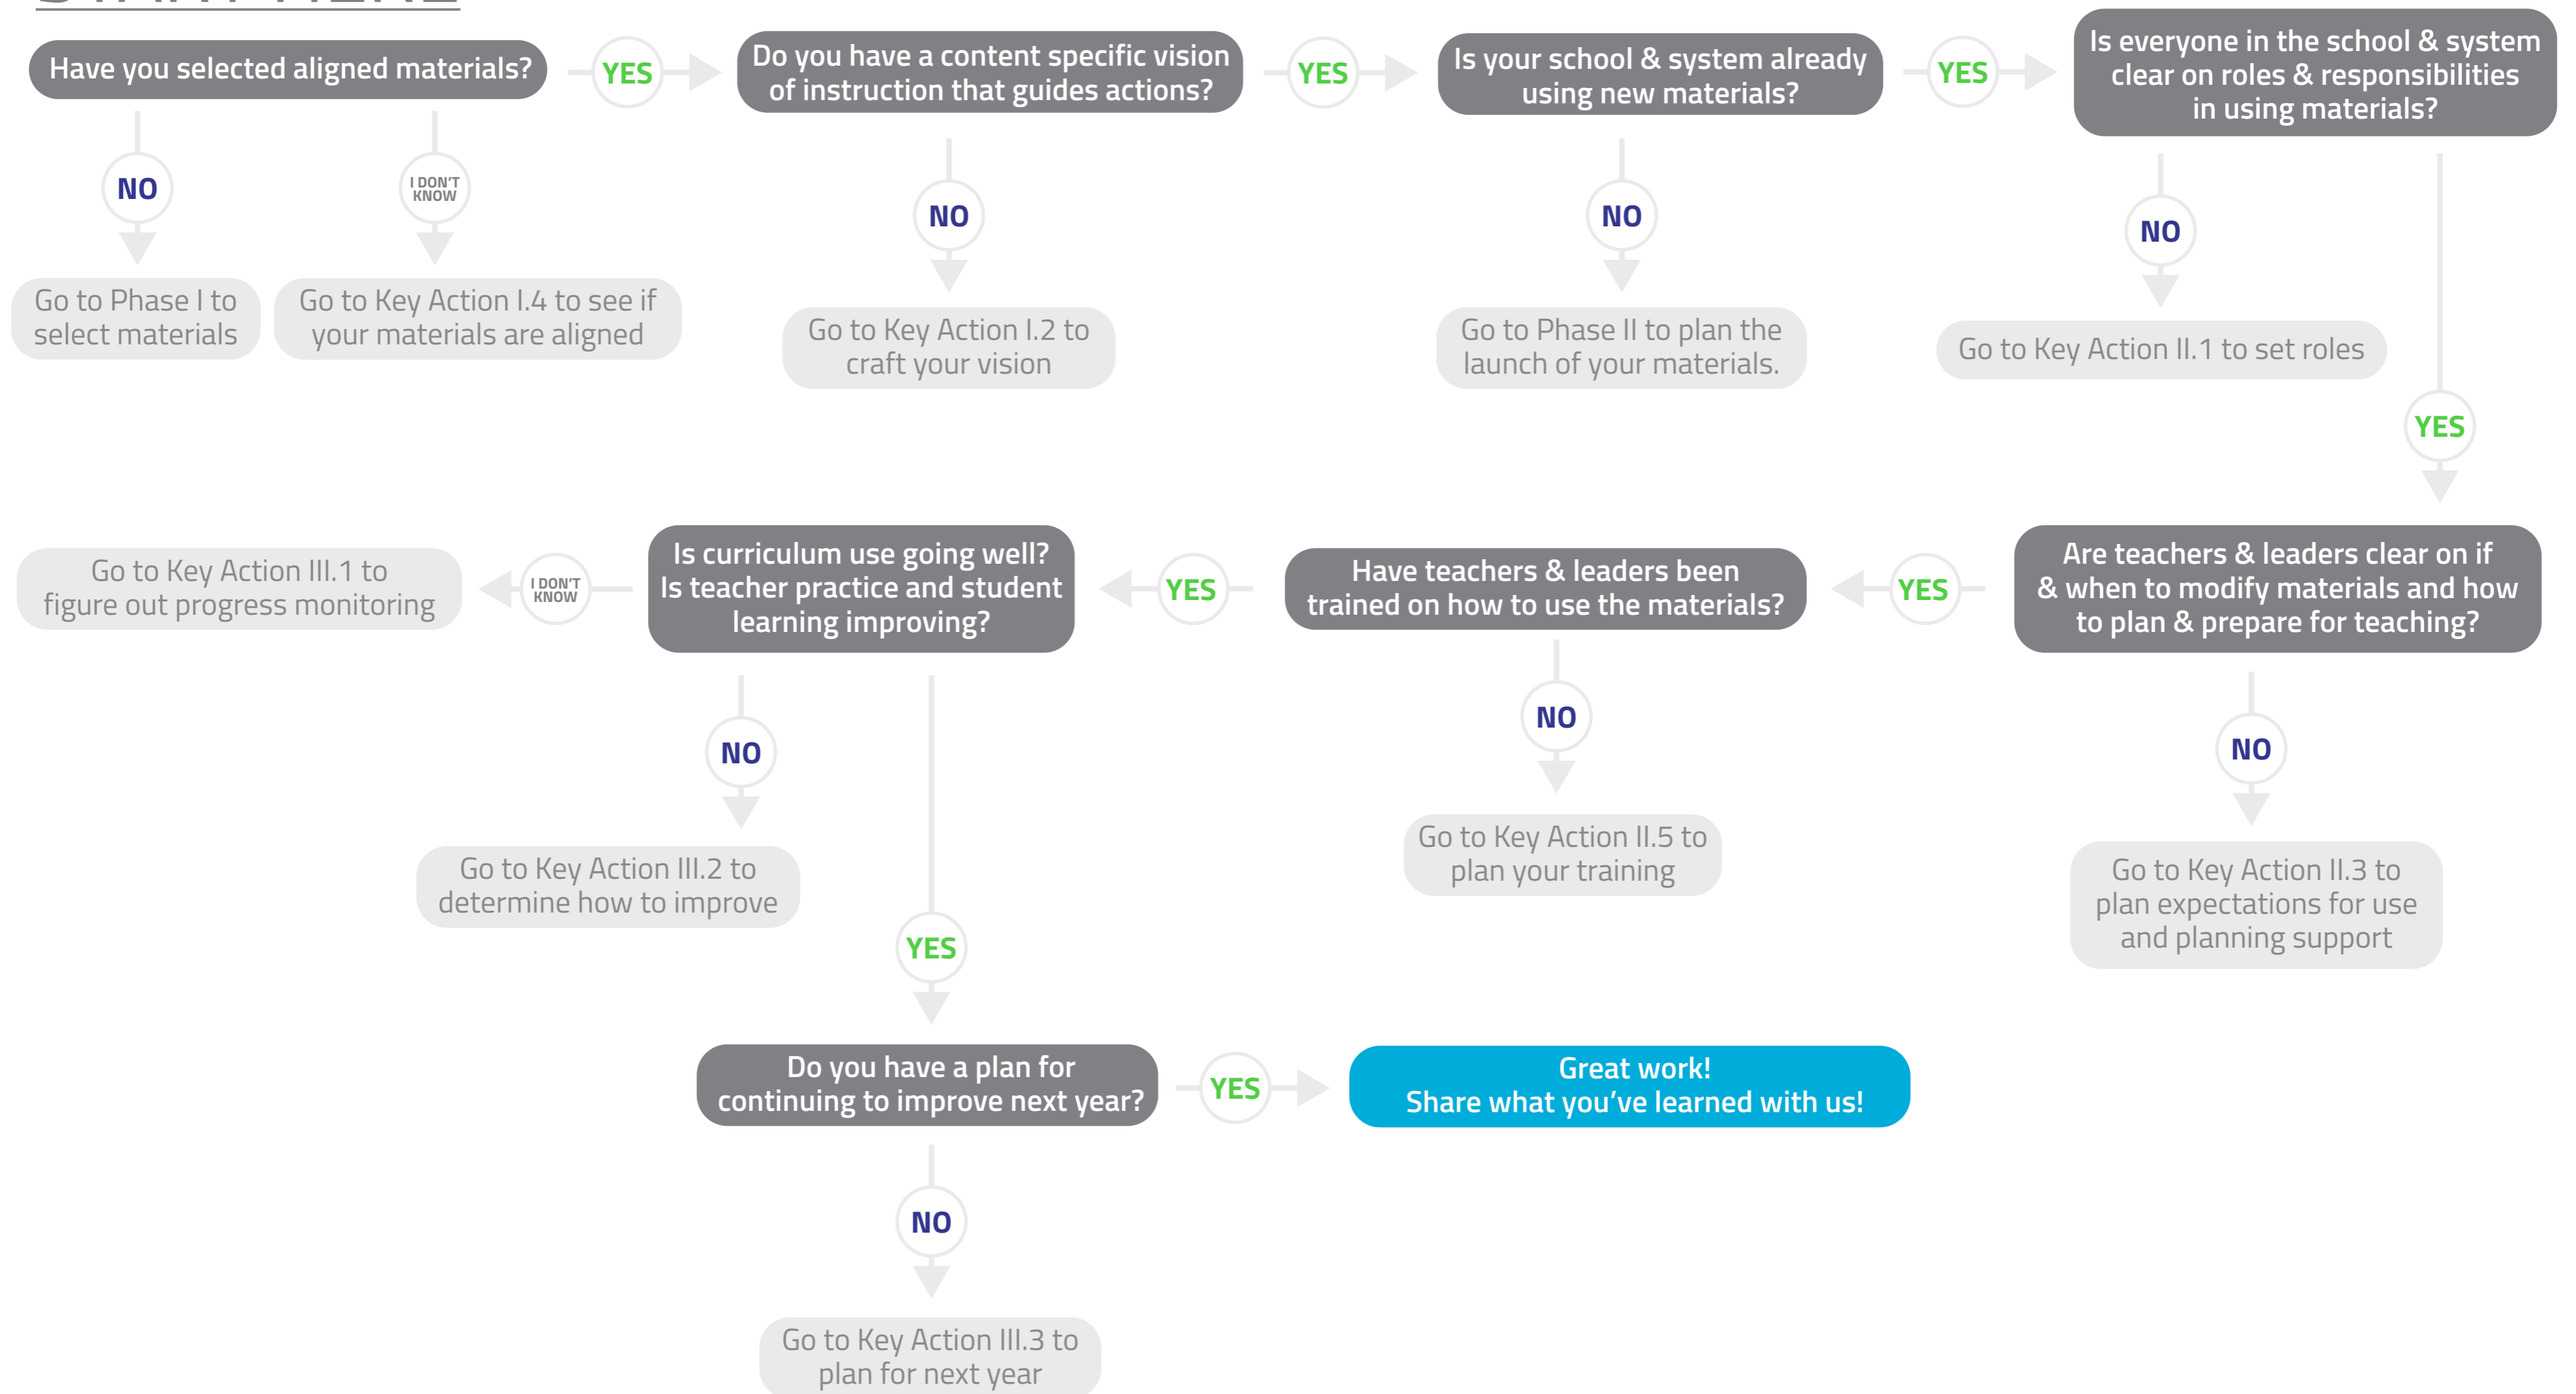 START HERE
Have you selected aligned materials?
YES
Do you have a content specific vision
of instruction that guides actions?
YES
Is your school & system already
using new materials?
YES
Is everyone in the school & system
clear on roles & responsibilities
in using materials?
NO
I DON'T
KNOW
NO
NO
NO
Go to Phase I to
select materials
Go to Key Action I.4 to see if
your materials are aligned
Go to Key Action I.2 to
craft your vision
Go to Phase II to plan the
launch of your materials.
Go to Key Action II.1 to set roles
YES
Are teachers & leaders clear on if
& when to modify materials and how
to plan & prepare for teaching?
YES
Have teachers & leaders been
trained on how to use the materials?
YES
Is curriculum use going well?
Is teacher practice and student
learning improving?
I DON'T
KNOW
Go to Key Action III.1 to
figure out progress monitoring
NO
NO
NO
Go to Key Action II.3 to
plan expectations for use
and planning support
Go to Key Action II.5 to
plan your training
Go to Key Action III.2 to
determine how to improve
YES
Do you have a plan for
continuing to improve next year?
YES
Great work!
Share what you've learned with us!
NO
Go to Key Action III.3 to
plan for next year